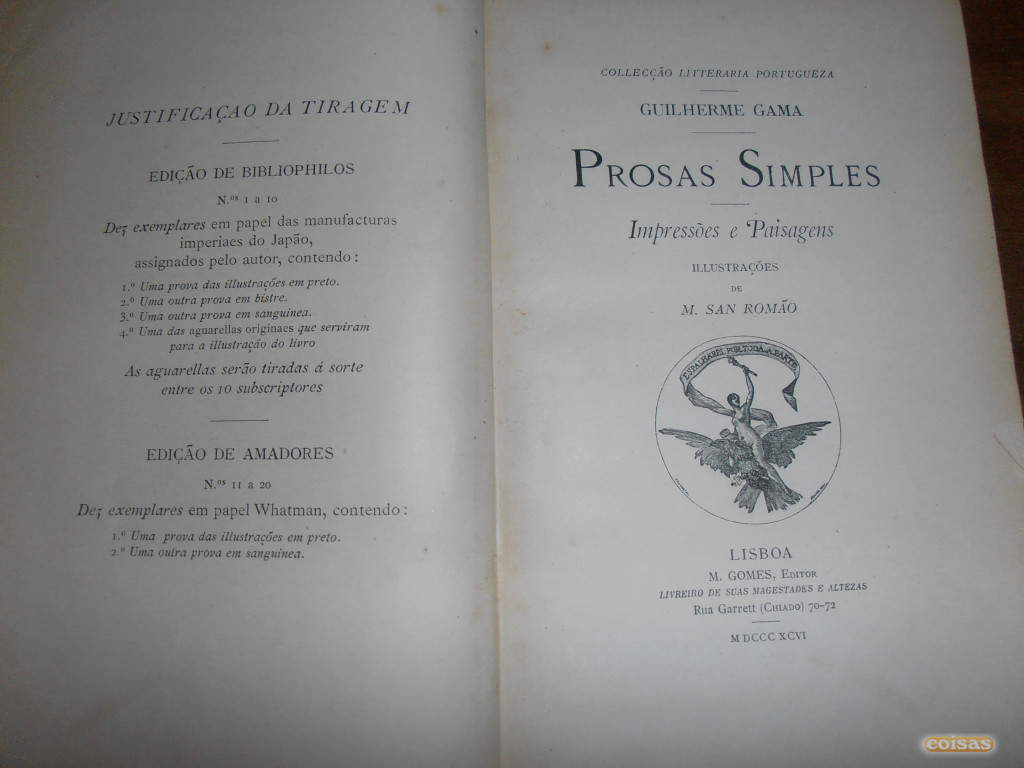 JUSTIFICAÇAO DA TIRAGEM
EDIÇÃO DE BIBLIOPHILOS
N.os 1 a 10
Dez exemplares em papel das manufacturas
imperiaes do Japão,
assignados pelo autor, contendo:
1.º Uma prova das illustrações em preto.
2.º Uma outra prova em bistre.
3.º Uma outra prova em sanguinea.
4.º Uma das aguarellas originaes que serviram
para a illustração do livro
As aguarellas serão tiradas á sorte
entre os 10 subscriptores
EDIÇÃO DE AMADORES
N.os 11 a 20
Dez exemplares em papel Whatman, contendo:
1.º Uma prova das illustrações em preto.
2.º Uma outra prova em sanguinea.
COLLECÇÃO LITTERARIA PORTUGUEZA
GUILHERME GAMA
PROSAS SIMPLES
Impressões e Paisagens
ILLUSTRAÇÕES
DE
M. SAN ROMÃO
ESPALHAREI POR TODA A PARTE
LISBOA
M. GOMES, EDITOR
LIVREIRO DE SUAS MAGESTADES E ALTEZAS
Rua Garrett (CHIADO) 70-72
M DCCC XCVI
coisas